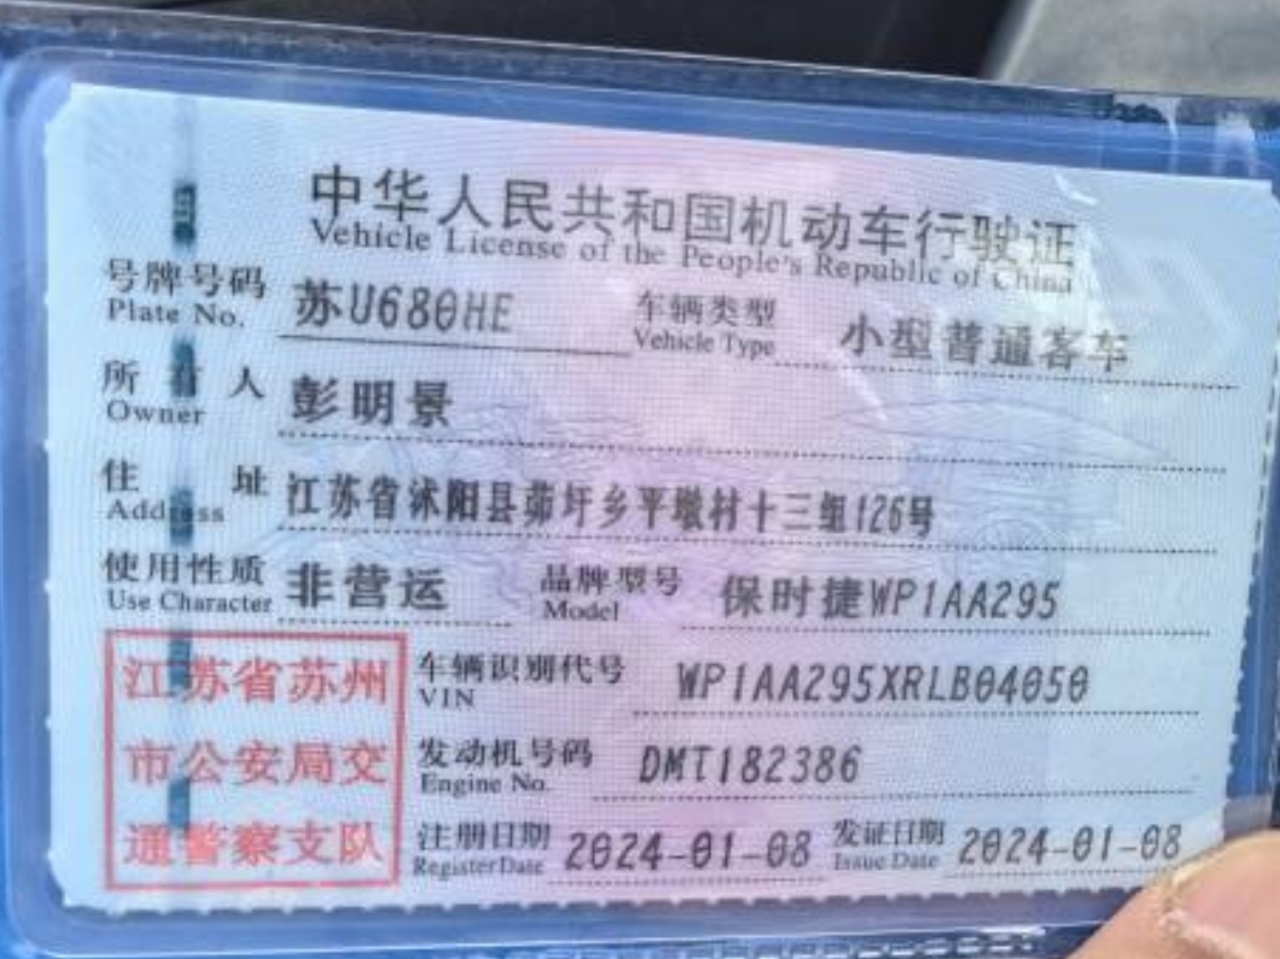 中华人民共和国机动车行驶证
Vehicle License of the People's Republic of China
号牌号码 苏U680HE 车辆类型 小型普通客车
Plate No. Vehicle Type
所有人 彭明景
Owner
住址 江苏省沭阳县茆圩乡平墩村十三组126号
Address
使用性质 非营运 品牌型号 保时捷WP1AA295
Use Character Model
江苏省苏州 车辆识别代号 WP1AA295XRLB04050
VIN
市公安局交 发动机号码 DMT182386
Engine No.
通警察支队 注册日期 2024-01-08 发证日期 2024-01-08
Register Date Issue Date